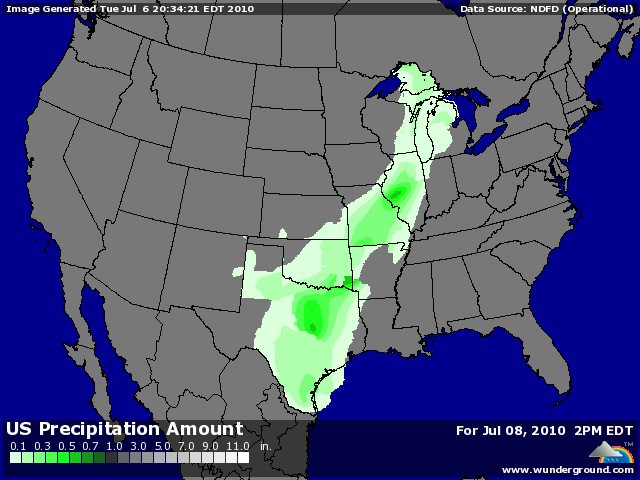 Image Generated Tue Jul 6 20:34:21 EDT 2010
Data Source: NDFD (Operational)
US Precipitation Amount
For Jul 08, 2010 2PM EDT
0.1 0.3 0.5 0.7 1.0 3.0 5.0 7.0 9.0 11.0 in.
TM
www.wunderground.com